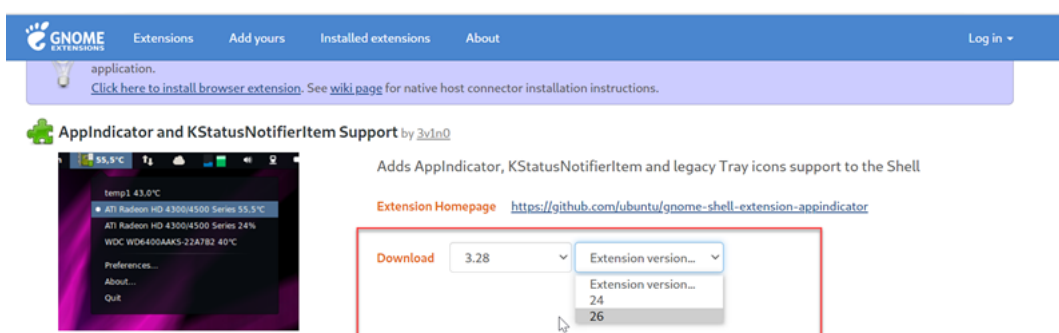 GNOME EXTENSIONS Extensions Add yours Installed extensions About Log in
application.
Click here to install browser extension. See wiki page for native host connector installation instructions.
AppIndicator and KStatusNotifierItem Support by 3v1n0
55,5°C
temp1 43.0°C
ATI Radeon HD 4300/4500 Series 55,5°C
ATI Radeon HD 4300/4500 Series 24%
WDC WD6400AAKS-22A7B2 40°C
Preferences...
About...
Quit
Adds AppIndicator, KStatusNotifierItem and legacy Tray icons support to the Shell
Extension Homepage https://github.com/ubuntu/gnome-shell-extension-appindicator
Download 3.28 Extension version...
Extension version...
24
26